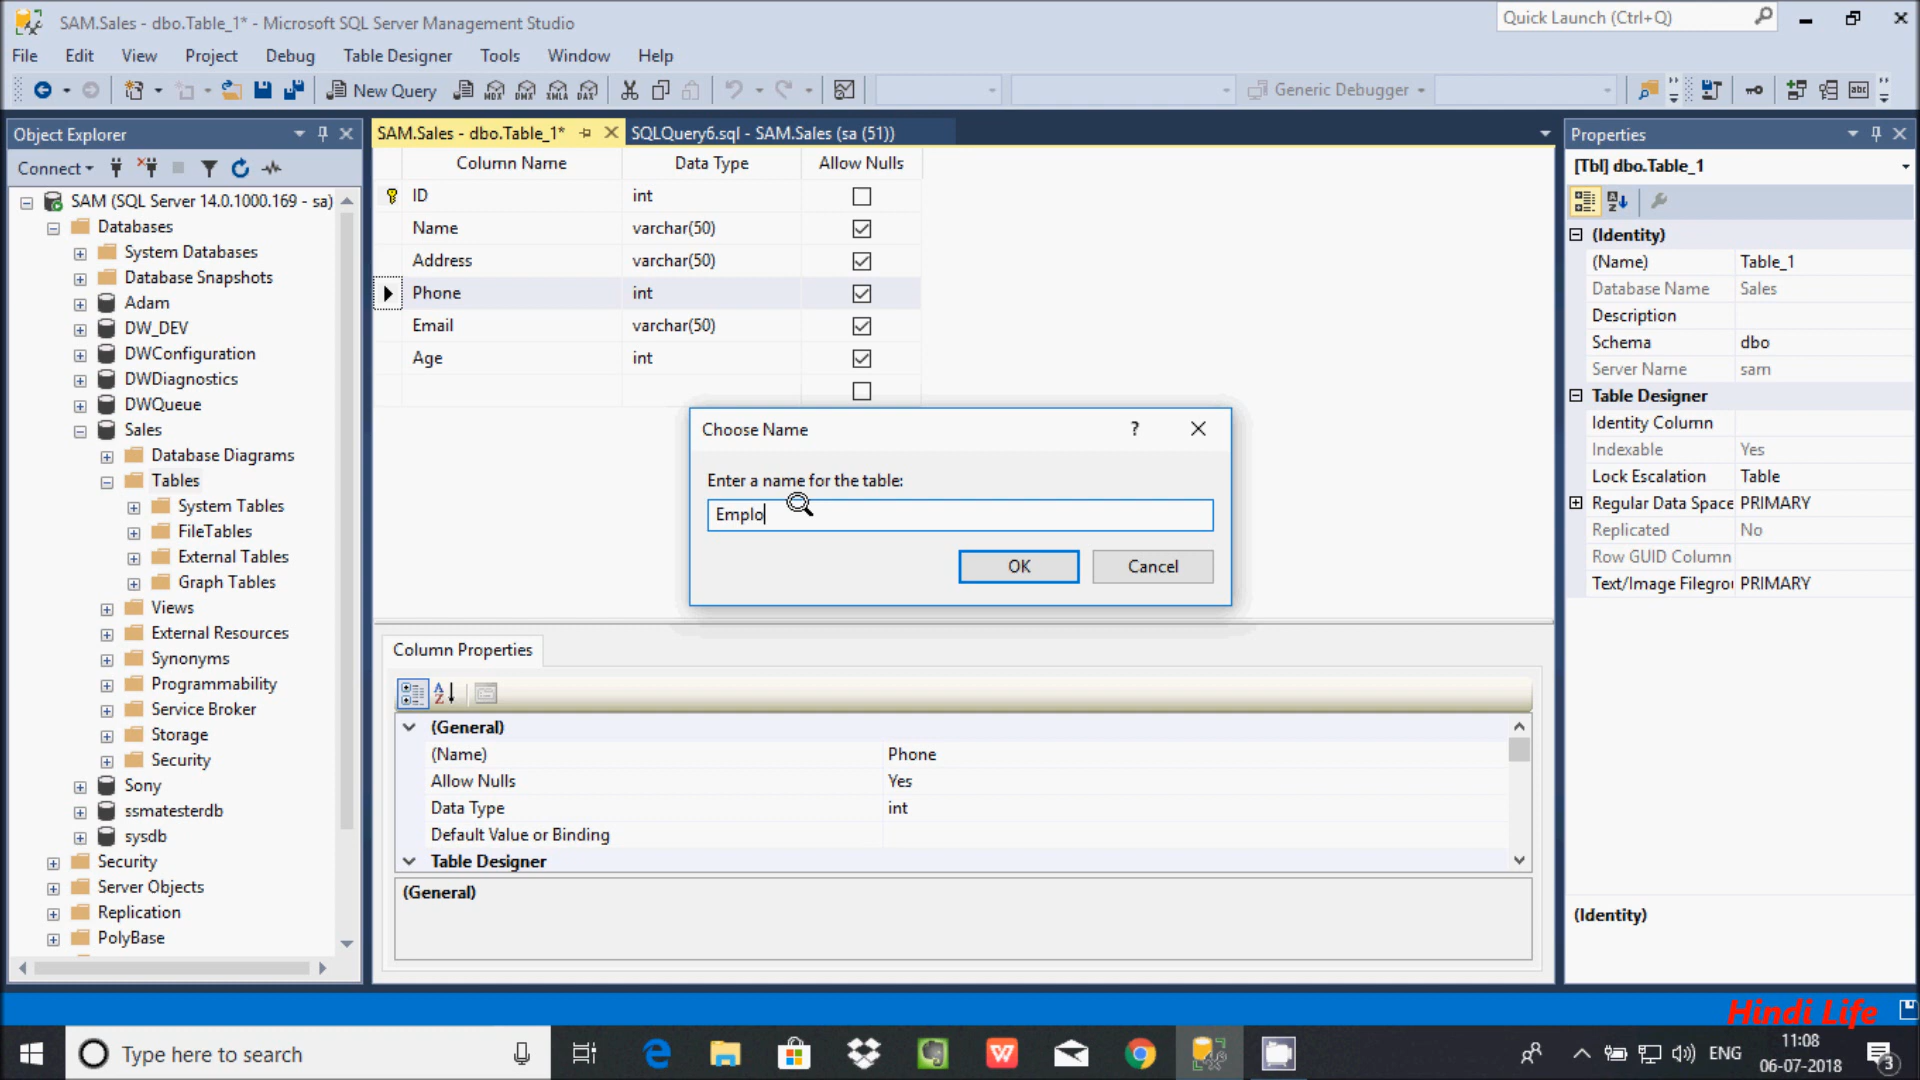 SAM.Sales - dbo.Table_1* - Microsoft SQL Server Management Studio
Quick Launch (Ctrl+Q)
File Edit View Project Debug Table Designer Tools Window Help
New Query MDX DMX XMLA DAX Generic Debugger abc
Object Explorer
Connect
SAM (SQL Server 14.0.1000.169 - sa)
Databases
System Databases
Database Snapshots
Adam
DW_DEV
DWConfiguration
DWDiagnostics
DWQueue
Sales
Database Diagrams
Tables
System Tables
FileTables
External Tables
Graph Tables
Views
External Resources
Synonyms
Programmability
Service Broker
Storage
Security
Sony
ssmatesterdb
sysdb
Security
Server Objects
Replication
PolyBase
SAM.Sales - dbo.Table_1* SQLQuery6.sql - SAM.Sales (sa (51))
Column Name Data Type Allow Nulls
ID int
Name varchar(50)
Address varchar(50)
Phone int
Email varchar(50)
Age int
Choose Name ?
Enter a name for the table:
Emplo
OK Cancel
Column Properties
(General)
(Name) Phone
Allow Nulls Yes
Data Type int
Default Value or Binding
Table Designer
(General)
Properties
[Tbl] dbo.Table_1
(Identity)
(Name) Table_1
Database Name Sales
Description
Schema dbo
Server Name sam
Table Designer
Identity Column
Indexable Yes
Lock Escalation Table
Regular Data Space PRIMARY
Replicated No
Row GUID Column
Text/Image Filegrou PRIMARY
(Identity)
Hindi Life
Type here to search
ENG
11:08
06-07-2018
3